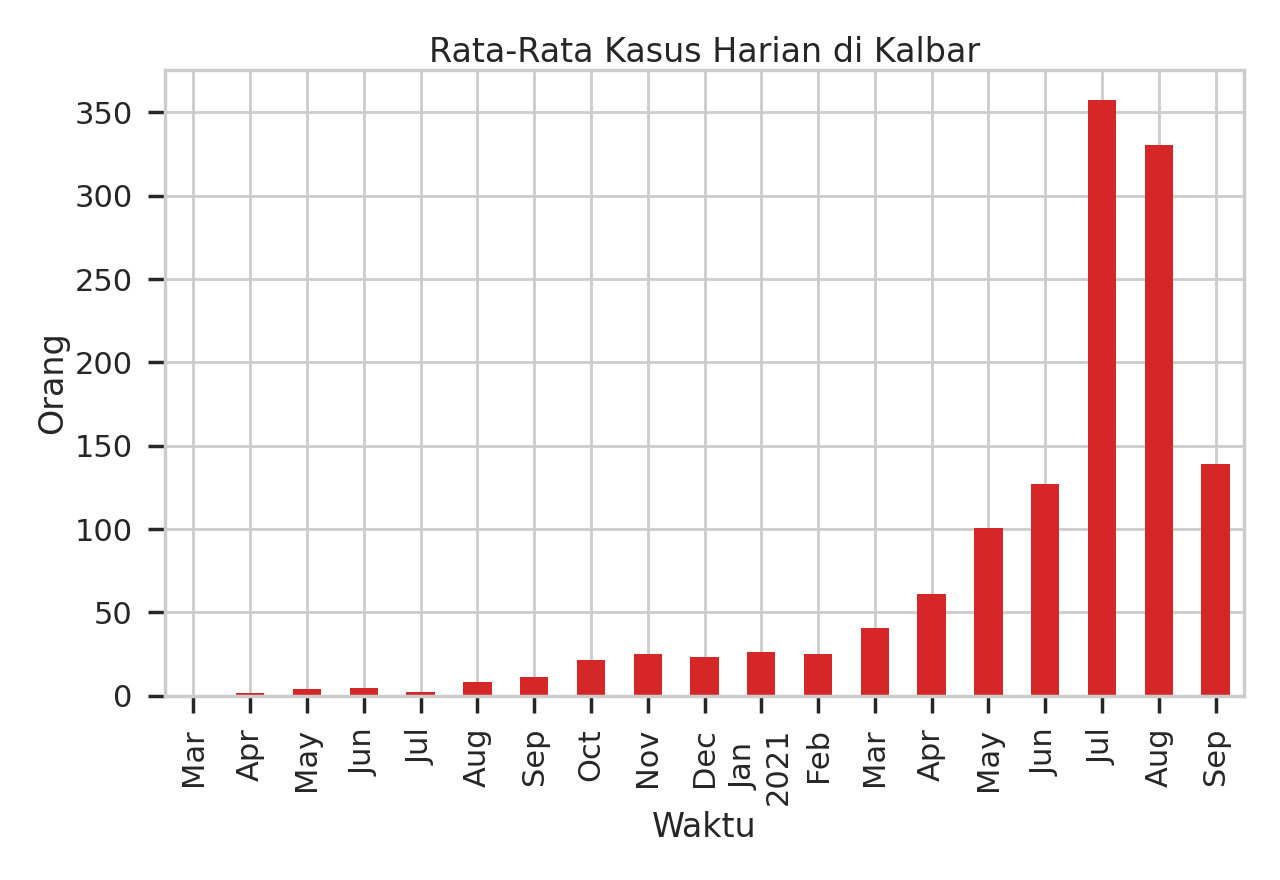 Rata-Rata Kasus Harian di Kalbar
350
300
250
200
150
100
50
0
Orang
Mar
Apr
May
Jun
Jul
Aug
Sep
Oct
Nov
Dec
Jan
2021
Feb
Mar
Apr
May
Jun
Jul
Aug
Sep
Waktu